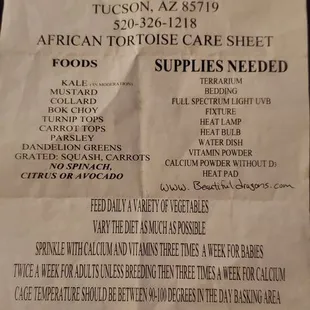 TUCSON, AZ 85719
520-326-1218
AFRICAN TORTOISE CARE SHEET
FOODS
KALE (IN MODERATION)
MUSTARD
COLLARD
BOK CHOY
TURNIP TOPS
CARROT TOPS
PARSLEY
DANDELION GREENS
GRATED: SQUASH, CARROTS
NO SPINACH,
CITRUS OR AVOCADO
SUPPLIES NEEDED
TERRARIUM
BEDDING
FULL SPECTRUM LIGHT UVB
FIXTURE
HEAT LAMP
HEAT BULB
WATER DISH
VITAMIN POWDER
CALCIUM POWDER WITHOUT D3
HEAT PAD
www.Beautifuldragons.com
FEED DAILY A VARIETY OF VEGETABLES
VARY THE DIET AS MUCH AS POSSIBLE
SPRINKLE WITH CALCIUM AND VITAMINS THREE TIMES A WEEK FOR BABIES
TWICE A WEEK FOR ADULTS UNLESS BREEDING THEN THREE TIMES A WEEK FOR CALCIUM
CAGE TEMPERATURE SHOULD BE BETWEEN 90-100 DEGREES IN THE DAY BASKING AREA